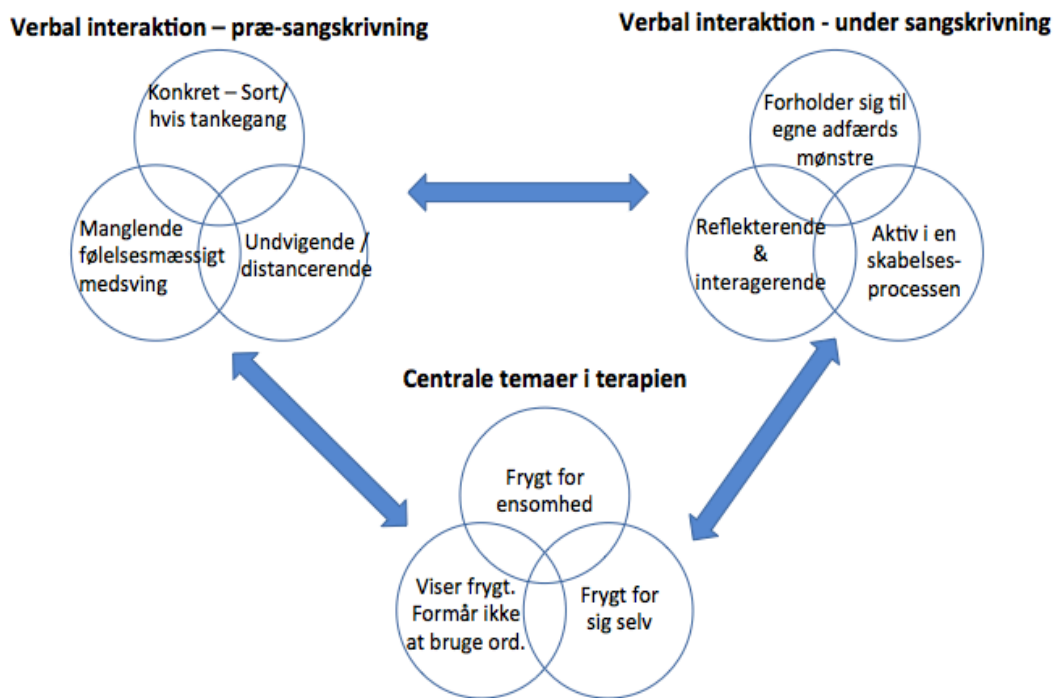 Verbal interaktion – præ-sangskrivning
Konkret – Sort/
hvis tankegang
Manglende
følelsesmæssigt
medsving
Undvigende /
distancerende
Verbal interaktion - under sangskrivning
Forholder sig til
egne adfærds
mønstre
Reflekterende
&
interagerende
Aktiv i en
skabelses-
processen
Centrale temaer i terapien
Frygt for
ensomhed
Viser frygt.
Formår ikke
at bruge ord.
Frygt for
sig selv